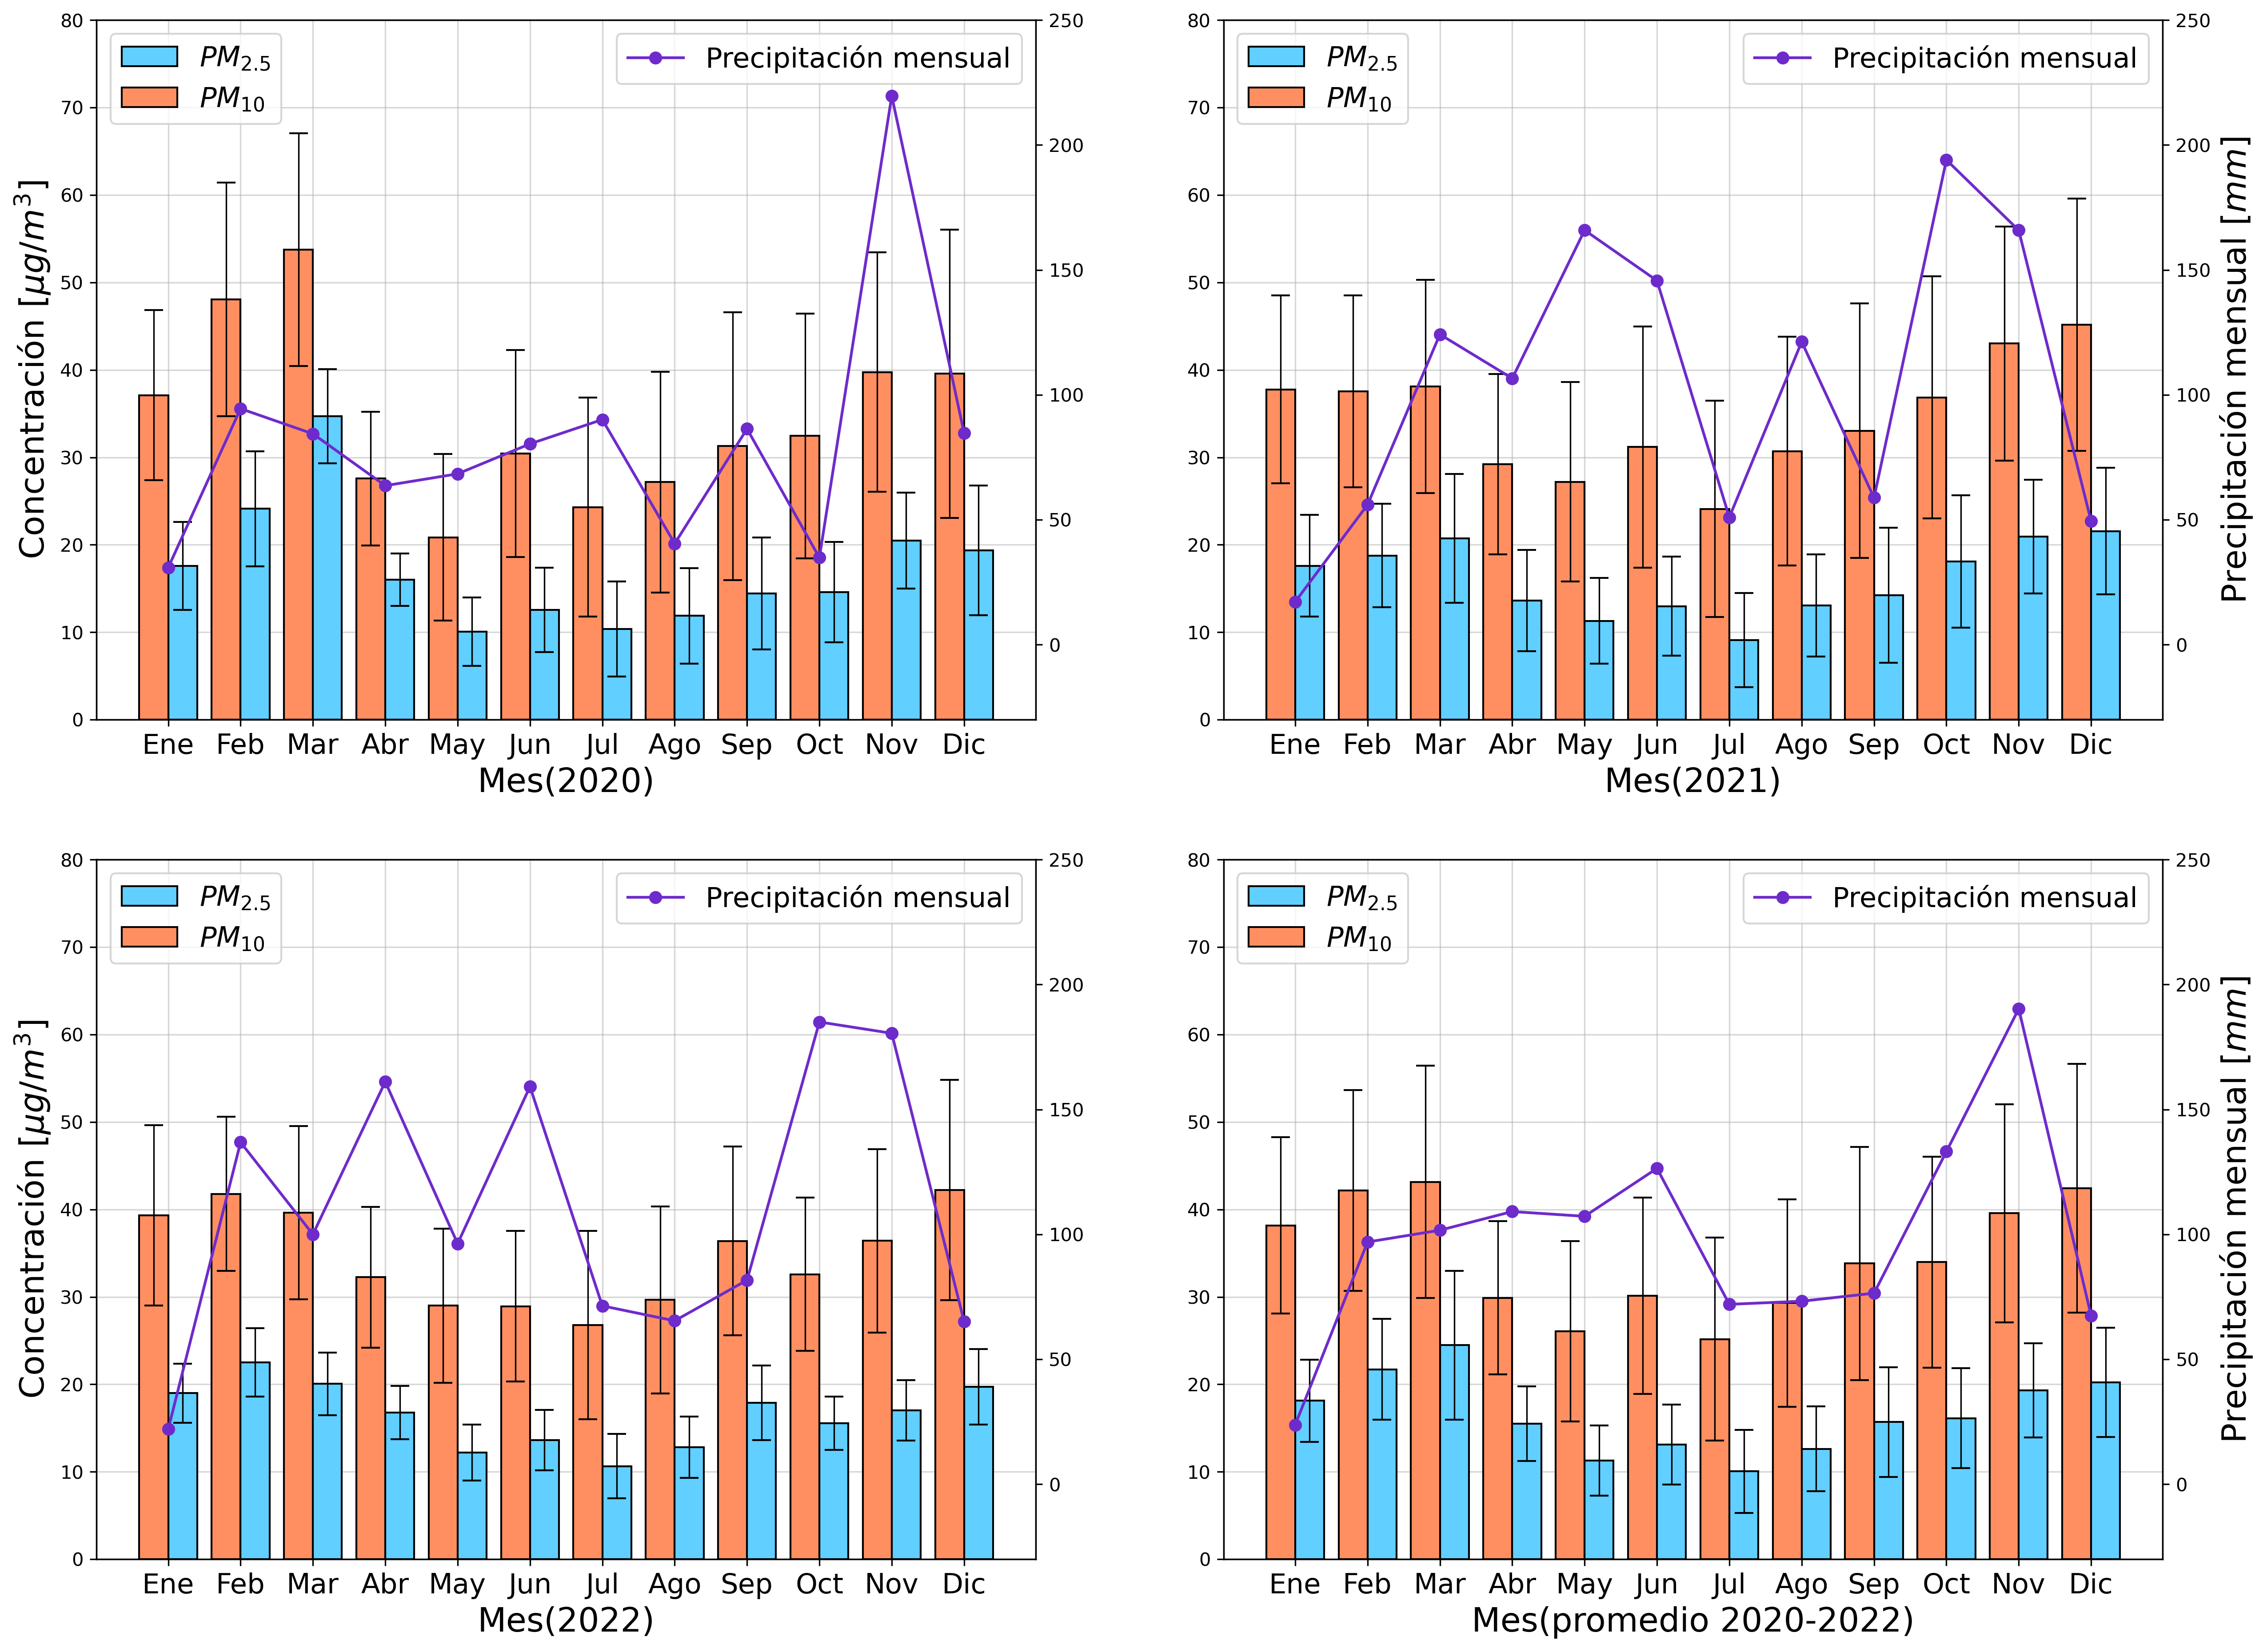 PM2.5
PM10
Precipitación mensual
Concentración [μg/m³]
80
70
60
50
40
30
20
10
0
250
200
150
100
50
0
Ene Feb Mar Abr May Jun Jul Ago Sep Oct Nov Dic
Mes(2020)
PM2.5
PM10
Precipitación mensual
80
70
60
50
40
30
20
10
0
250
200
150
100
50
0
Precipitación mensual [mm]
Ene Feb Mar Abr May Jun Jul Ago Sep Oct Nov Dic
Mes(2021)
PM2.5
PM10
Precipitación mensual
Concentración [μg/m³]
80
70
60
50
40
30
20
10
0
250
200
150
100
50
0
Ene Feb Mar Abr May Jun Jul Ago Sep Oct Nov Dic
Mes(2022)
PM2.5
PM10
Precipitación mensual
80
70
60
50
40
30
20
10
0
250
200
150
100
50
0
Precipitación mensual [mm]
Ene Feb Mar Abr May Jun Jul Ago Sep Oct Nov Dic
Mes(promedio 2020-2022)